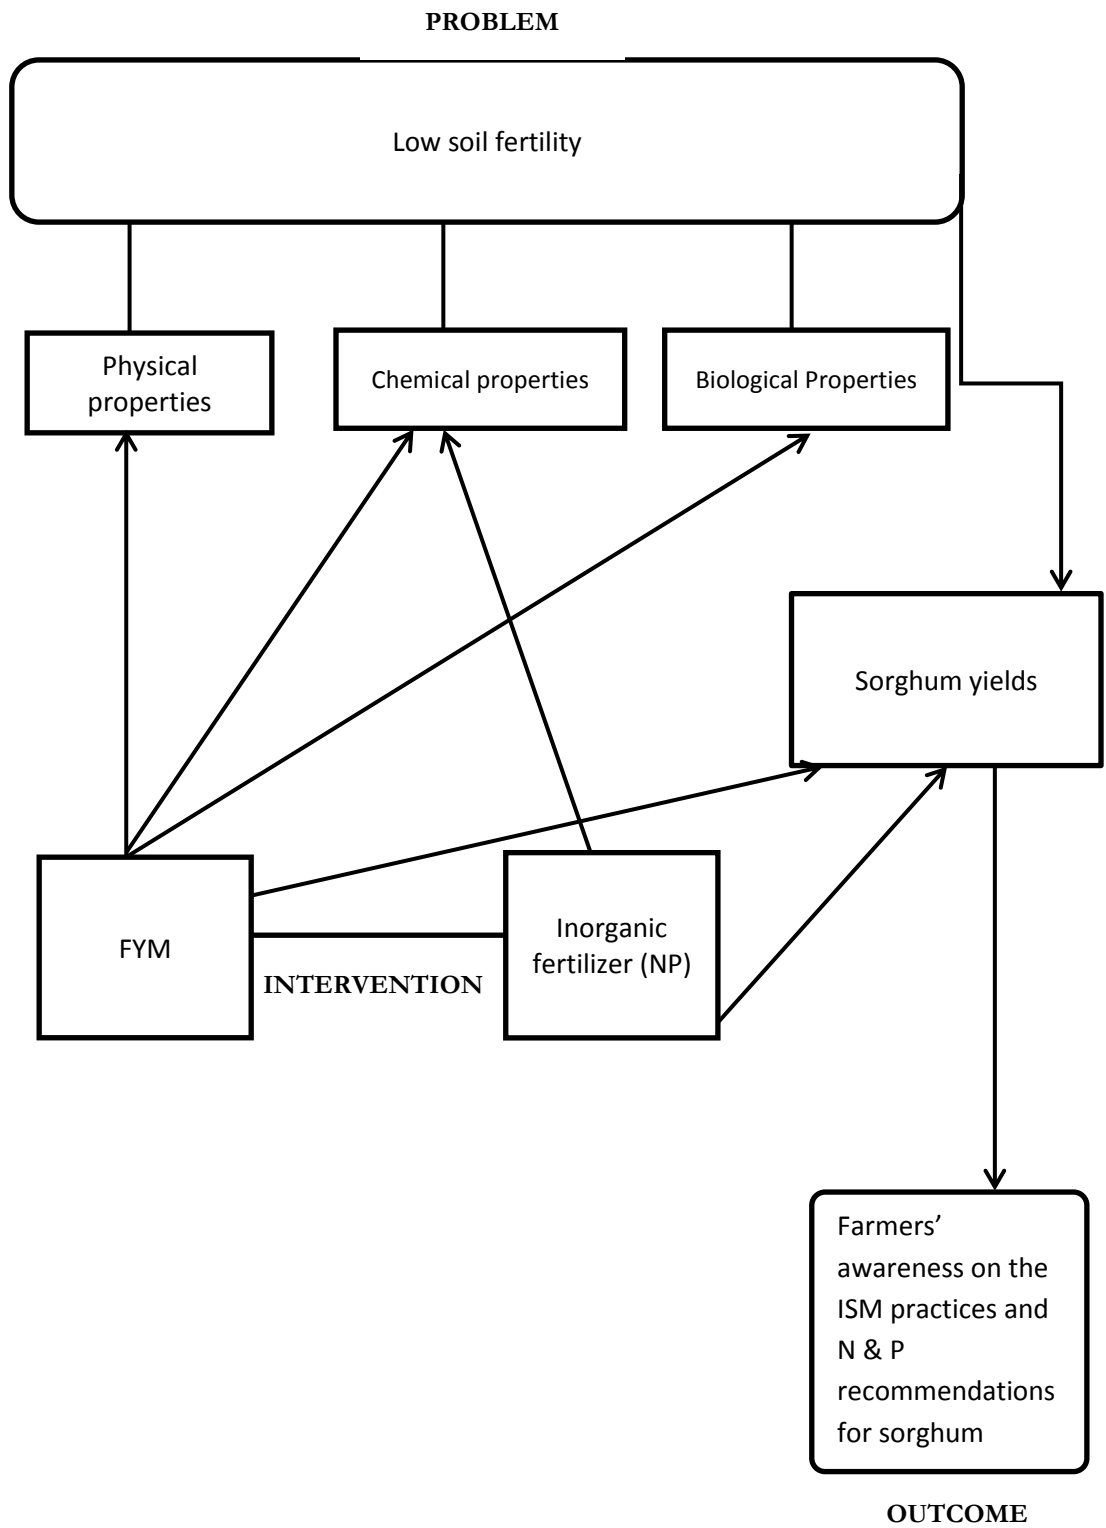 PROBLEM
Low soil fertility
Physical
properties
Chemical properties
Biological Properties
Sorghum yields
FYM
INTERVENTION
Inorganic
fertilizer (NP)
Farmers’
awareness on the
ISM practices and
N & P
recommendations
for sorghum
OUTCOME